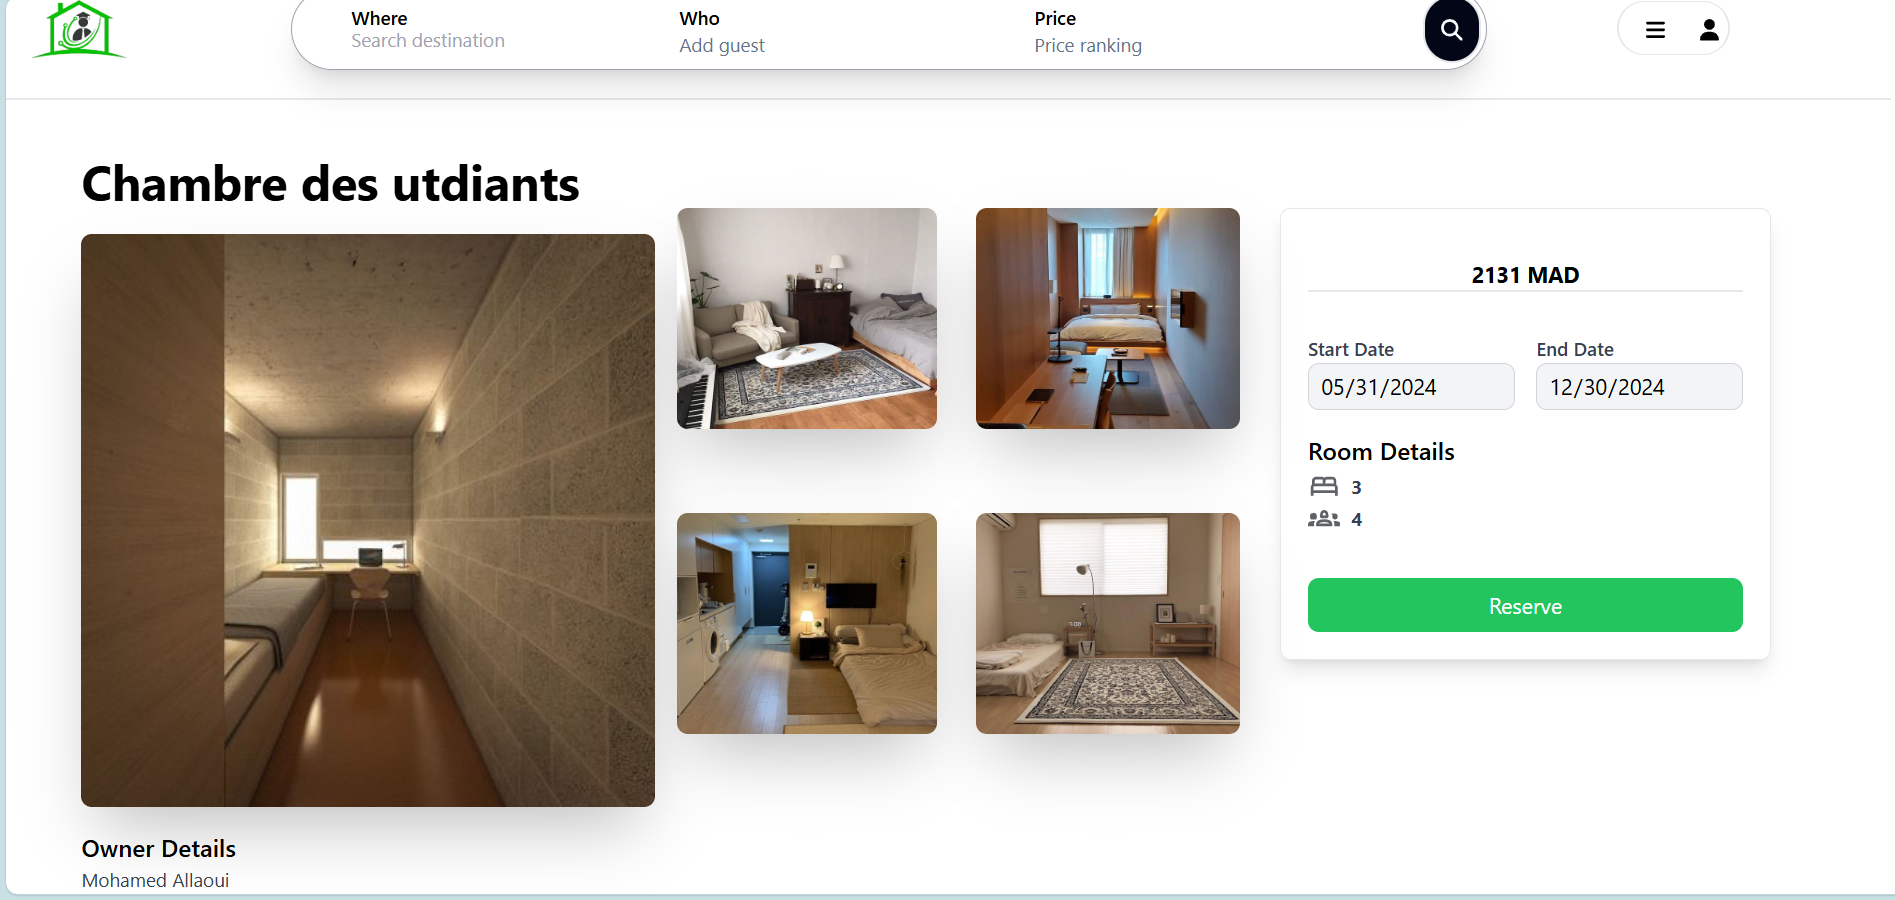 Where
Search destination
Who
Add guest
Price
Price ranking
Chambre des utdiants
2131 MAD
Start Date
End Date
05/31/2024
12/30/2024
Room Details
3
4
Reserve
Owner Details
Mohamed Allaoui